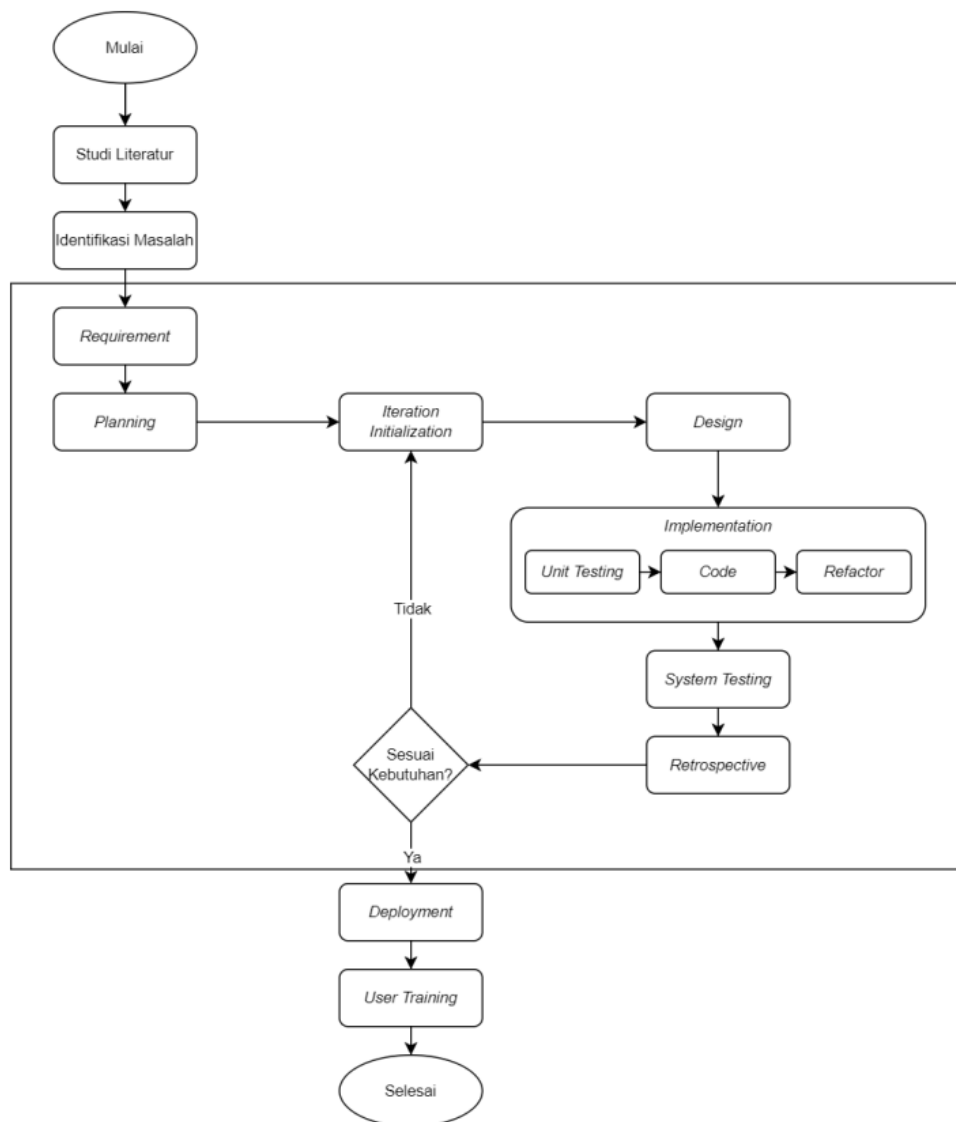 Mulai
Studi Literatur
Identifikasi Masalah
Requirement
Planning
Iteration
Initialization
Design
Implementation
Unit Testing
Code
Refactor
Tidak
System Testing
Sesuai
Kebutuhan?
Retrospective
Ya
Deployment
User Training
Selesai